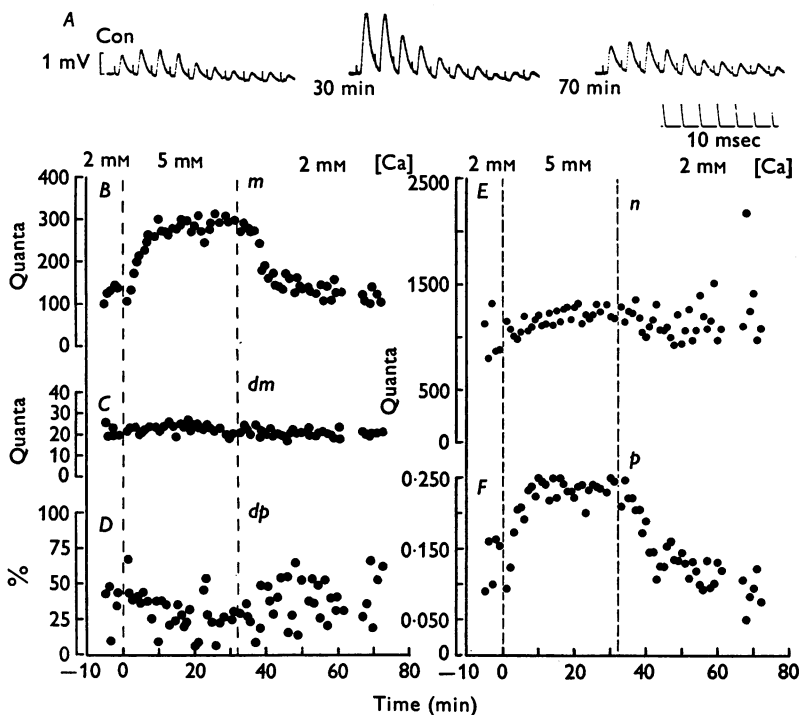 A
Con
1 mV
30 min
70 min
10 msec
2 mM 5 mM 2 mM [Ca]
B m
400
300
200
100
0
Quanta
C dm
40
30
20
10
0
Quanta
D dp
100
75
50
25
0
%
−10 0 20 40 60 80
2 mM 5 mM 2 mM [Ca]
E n
2500
1500
500
0
Quanta
F p
0·250
0·150
0·050
0
−10 0 20 40 60 80
Time (min)